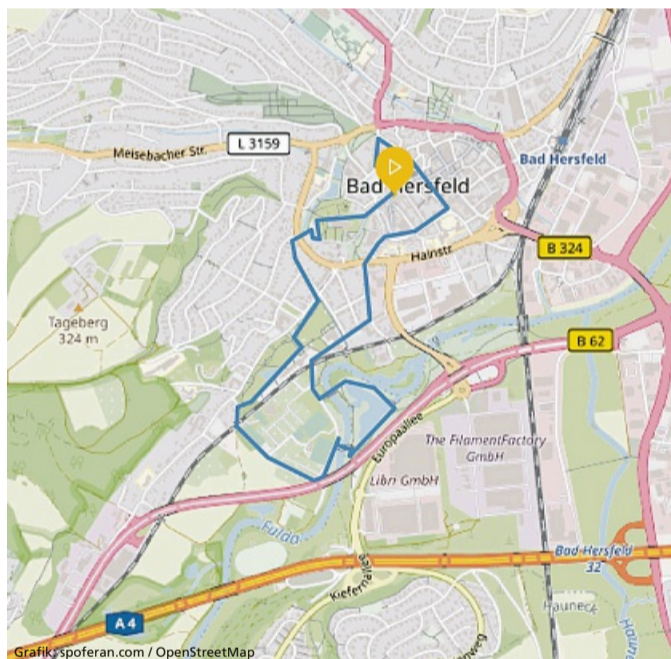 L 3159
Meisebacher Str.
Bad Hersfeld
Bad Hersfeld
Hainstr.
B 324
Tageberg
324 m
B 62
Europaallee
The FilamentFactory
GmbH
Libri GmbH
Fulda
Bad Hersfeld
32
Kiefernallee
Hauneck
A 4
Grafik: spoferan.com / OpenStreetMap